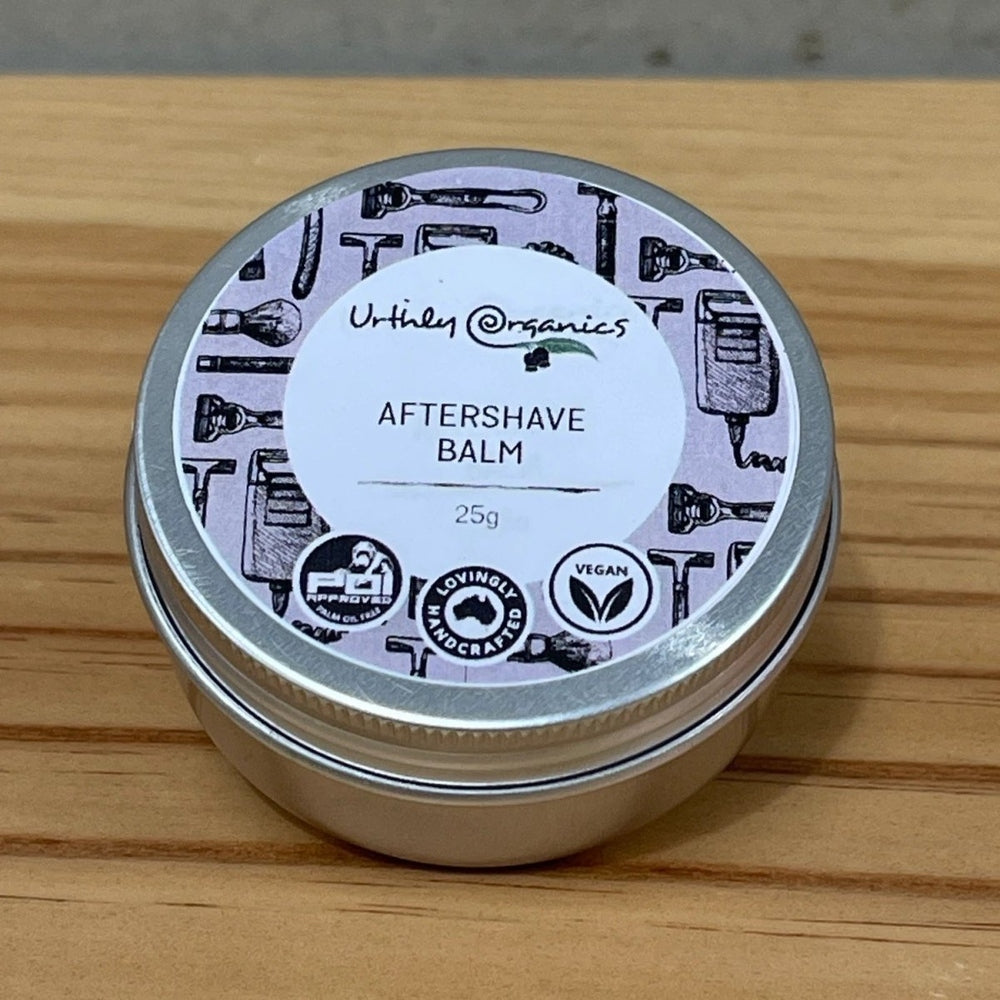 Urthly Organics
AFTERSHAVE
BALM
25g
POI
APPROVED
PALM OIL FREE
LOVINGLY
HANDCRAFTED
VEGAN